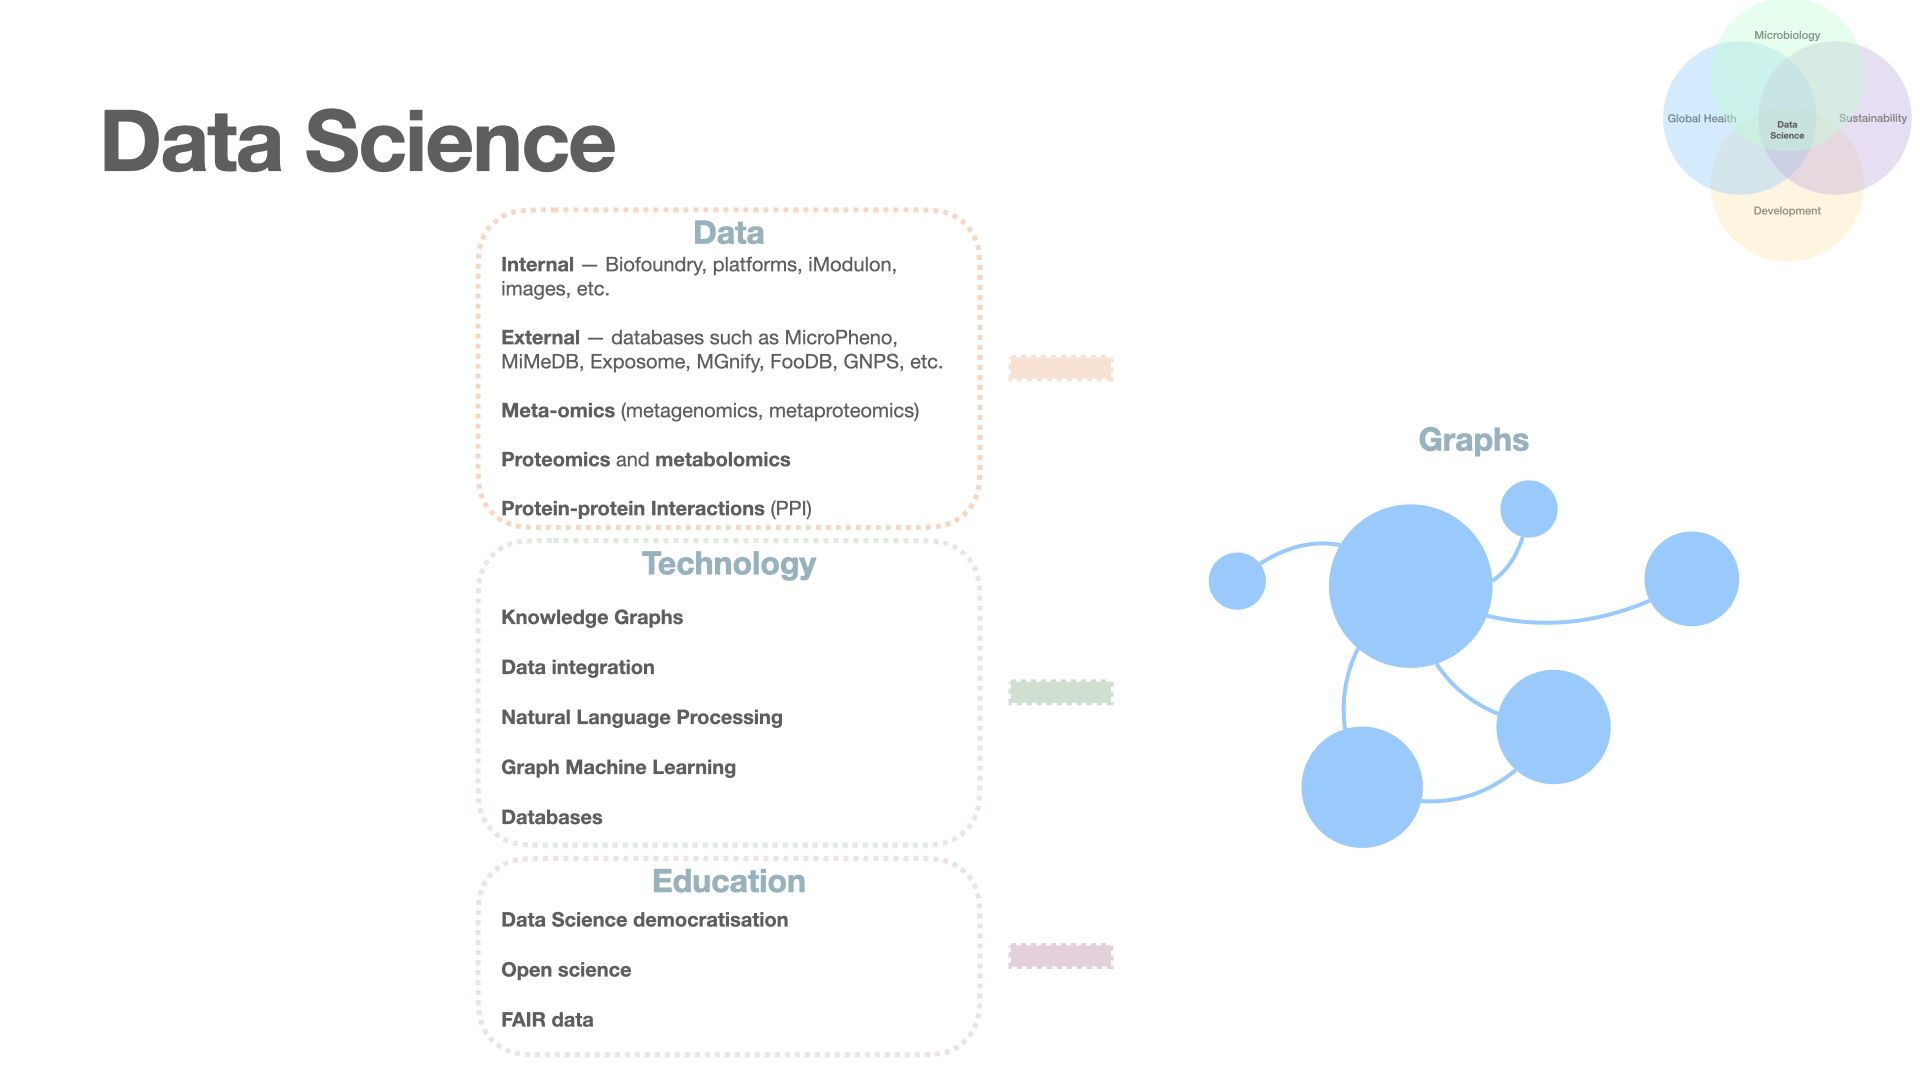 Data Science
Microbiology
Global Health
Data
Science
Sustainability
Development
Data
Internal — Biofoundry, platforms, iModulon,
images, etc.
External — databases such as MicroPheno,
MiMeDB, Exposome, MGnify, FooDB, GNPS, etc.
Meta-omics (metagenomics, metaproteomics)
Proteomics and metabolomics
Protein-protein Interactions (PPI)
Technology
Knowledge Graphs
Data integration
Natural Language Processing
Graph Machine Learning
Databases
Education
Data Science democratisation
Open science
FAIR data
Graphs